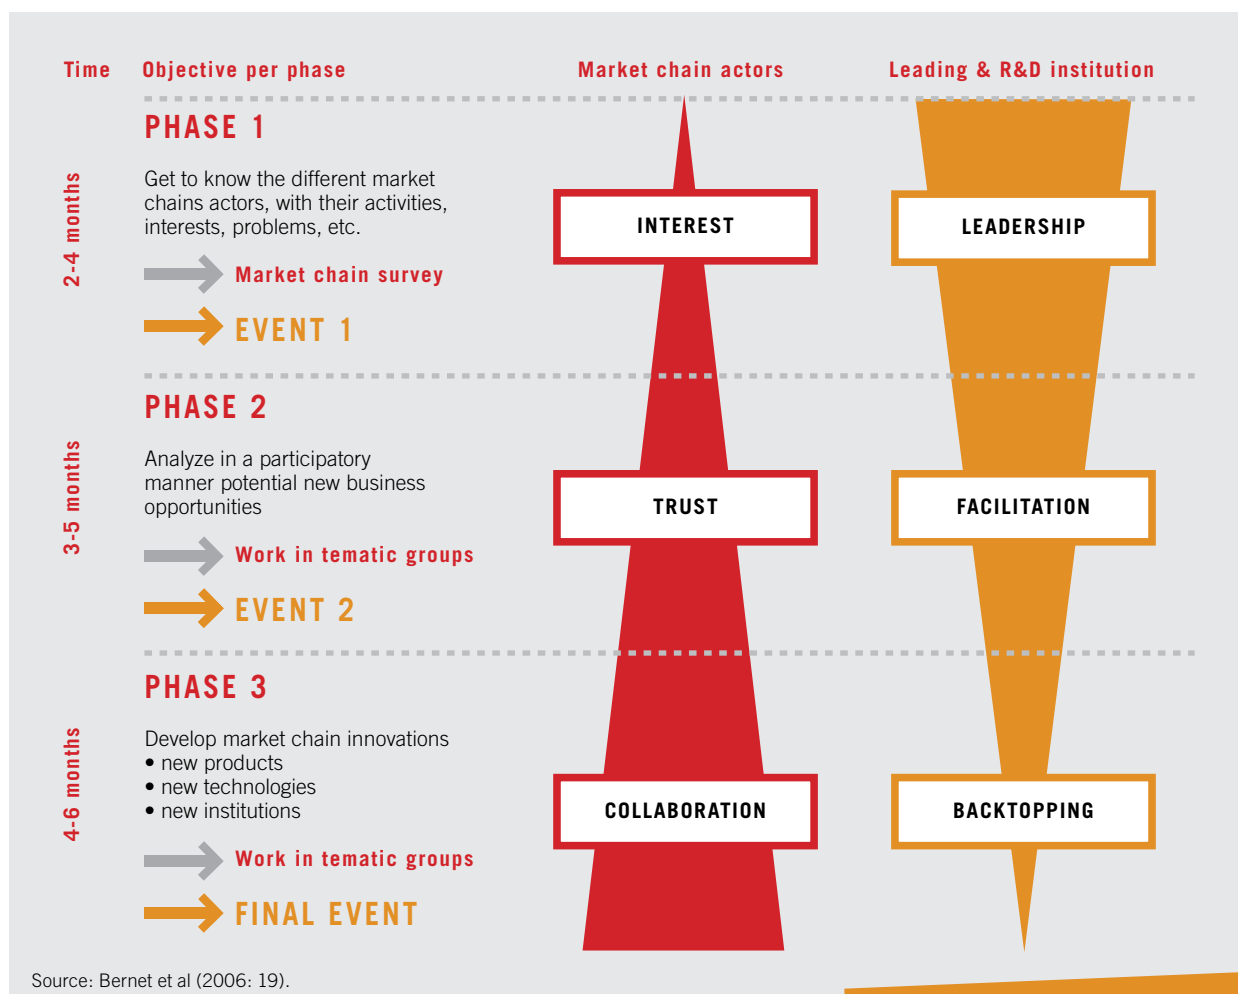 Time
Objective per phase
Market chain actors
Leading & R&D institution
PHASE 1
2-4 months
Get to know the different market
chains actors, with their activities,
interests, problems, etc.
Market chain survey
EVENT 1
INTEREST
LEADERSHIP
PHASE 2
3-5 months
Analyze in a participatory
manner potential new business
opportunities
Work in tematic groups
EVENT 2
TRUST
FACILITATION
PHASE 3
4-6 months
Develop market chain innovations
• new products
• new technologies
• new institutions
Work in tematic groups
FINAL EVENT
COLLABORATION
BACKTOPPING
Source: Bernet et al (2006: 19).